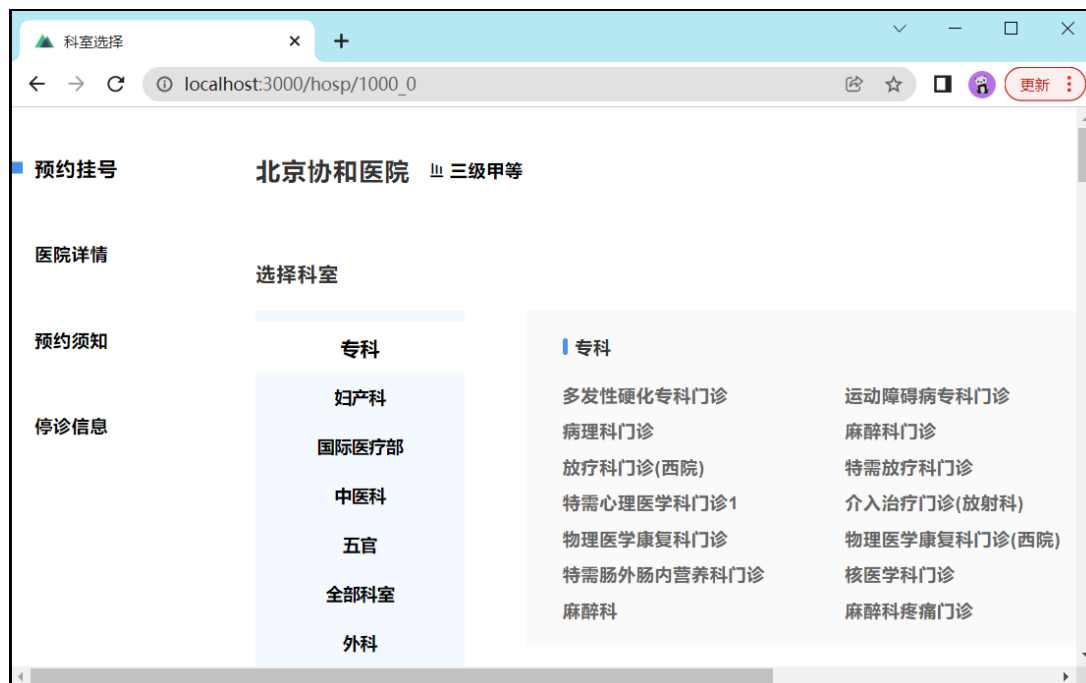 科室选择
localhost:3000/hosp/1000_0
更新
预约挂号
医院详情
预约须知
停诊信息
北京协和医院 三级甲等
选择科室
专科
妇产科
国际医疗部
中医科
五官
全部科室
外科
专科
多发性硬化专科门诊 运动障碍病专科门诊
病理科门诊 麻醉科门诊
放疗科门诊(西院) 特需放疗科门诊
特需心理医学科门诊1 介入治疗门诊(放射科)
物理医学康复科门诊 物理医学康复科门诊(西院)
特需肠外肠内营养科门诊 核医学科门诊
麻醉科 麻醉科疼痛门诊